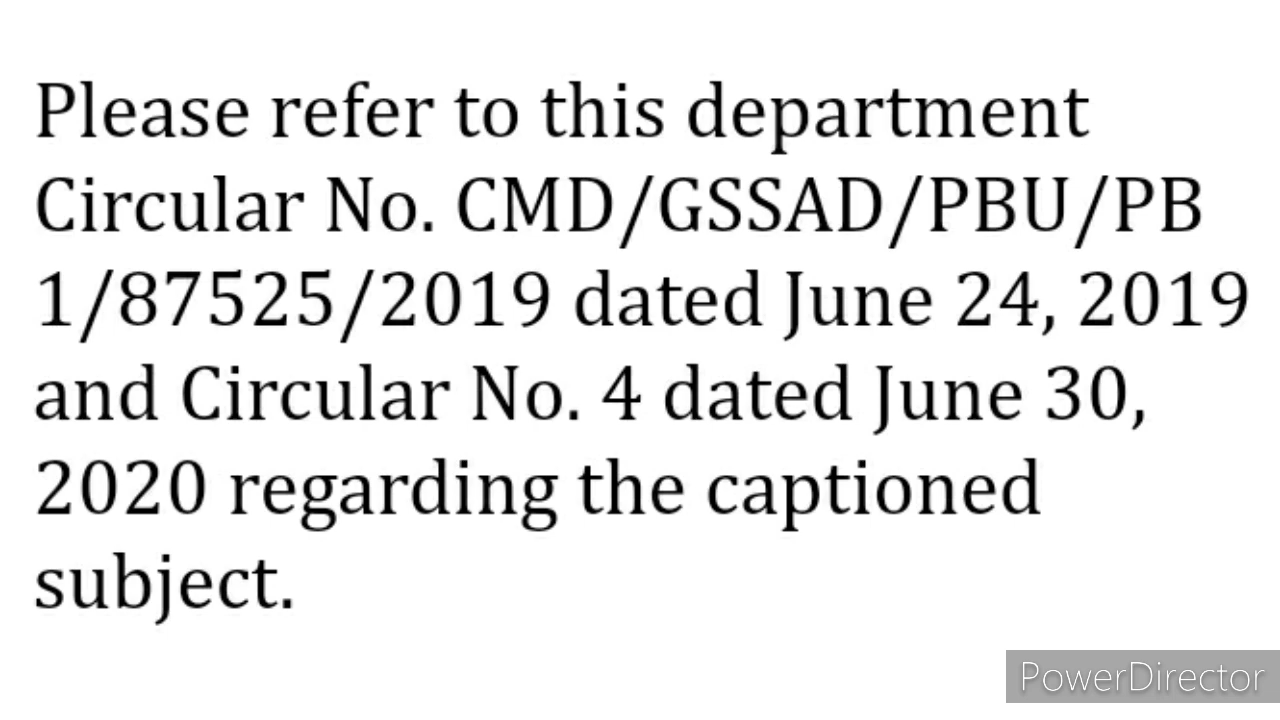 Please refer to this department
Circular No. CMD/GSSAD/PBU/PB
1/87525/2019 dated June 24, 2019
and Circular No. 4 dated June 30,
2020 regarding the captioned
subject.
PowerDirector